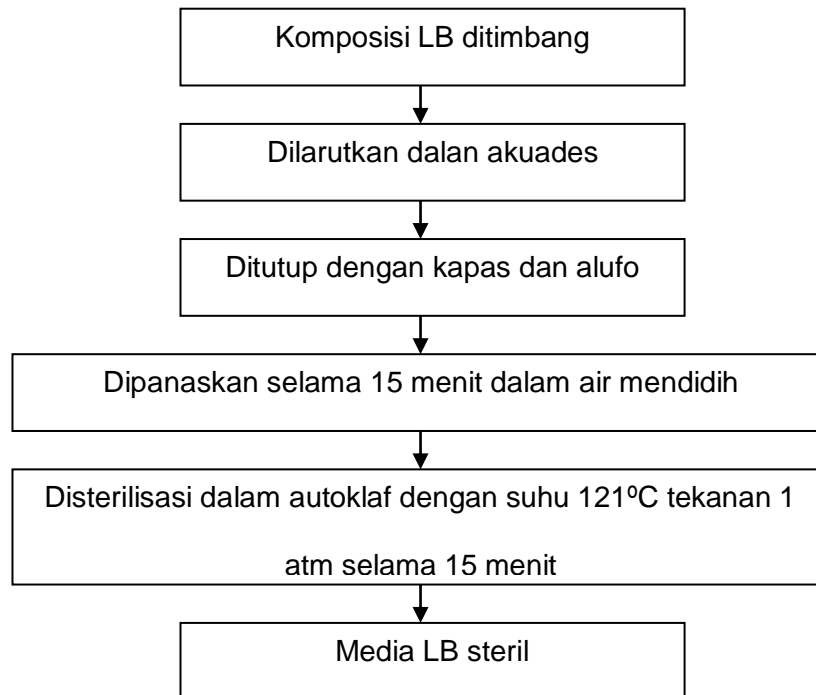 Komposisi LB ditimbang
Dilarutkan dalan akuades
Ditutup dengan kapas dan alufo
Dipanaskan selama 15 menit dalam air mendidih
Disterilisasi dalam autoklaf dengan suhu 121⁰C tekanan 1
atm selama 15 menit
Media LB steril